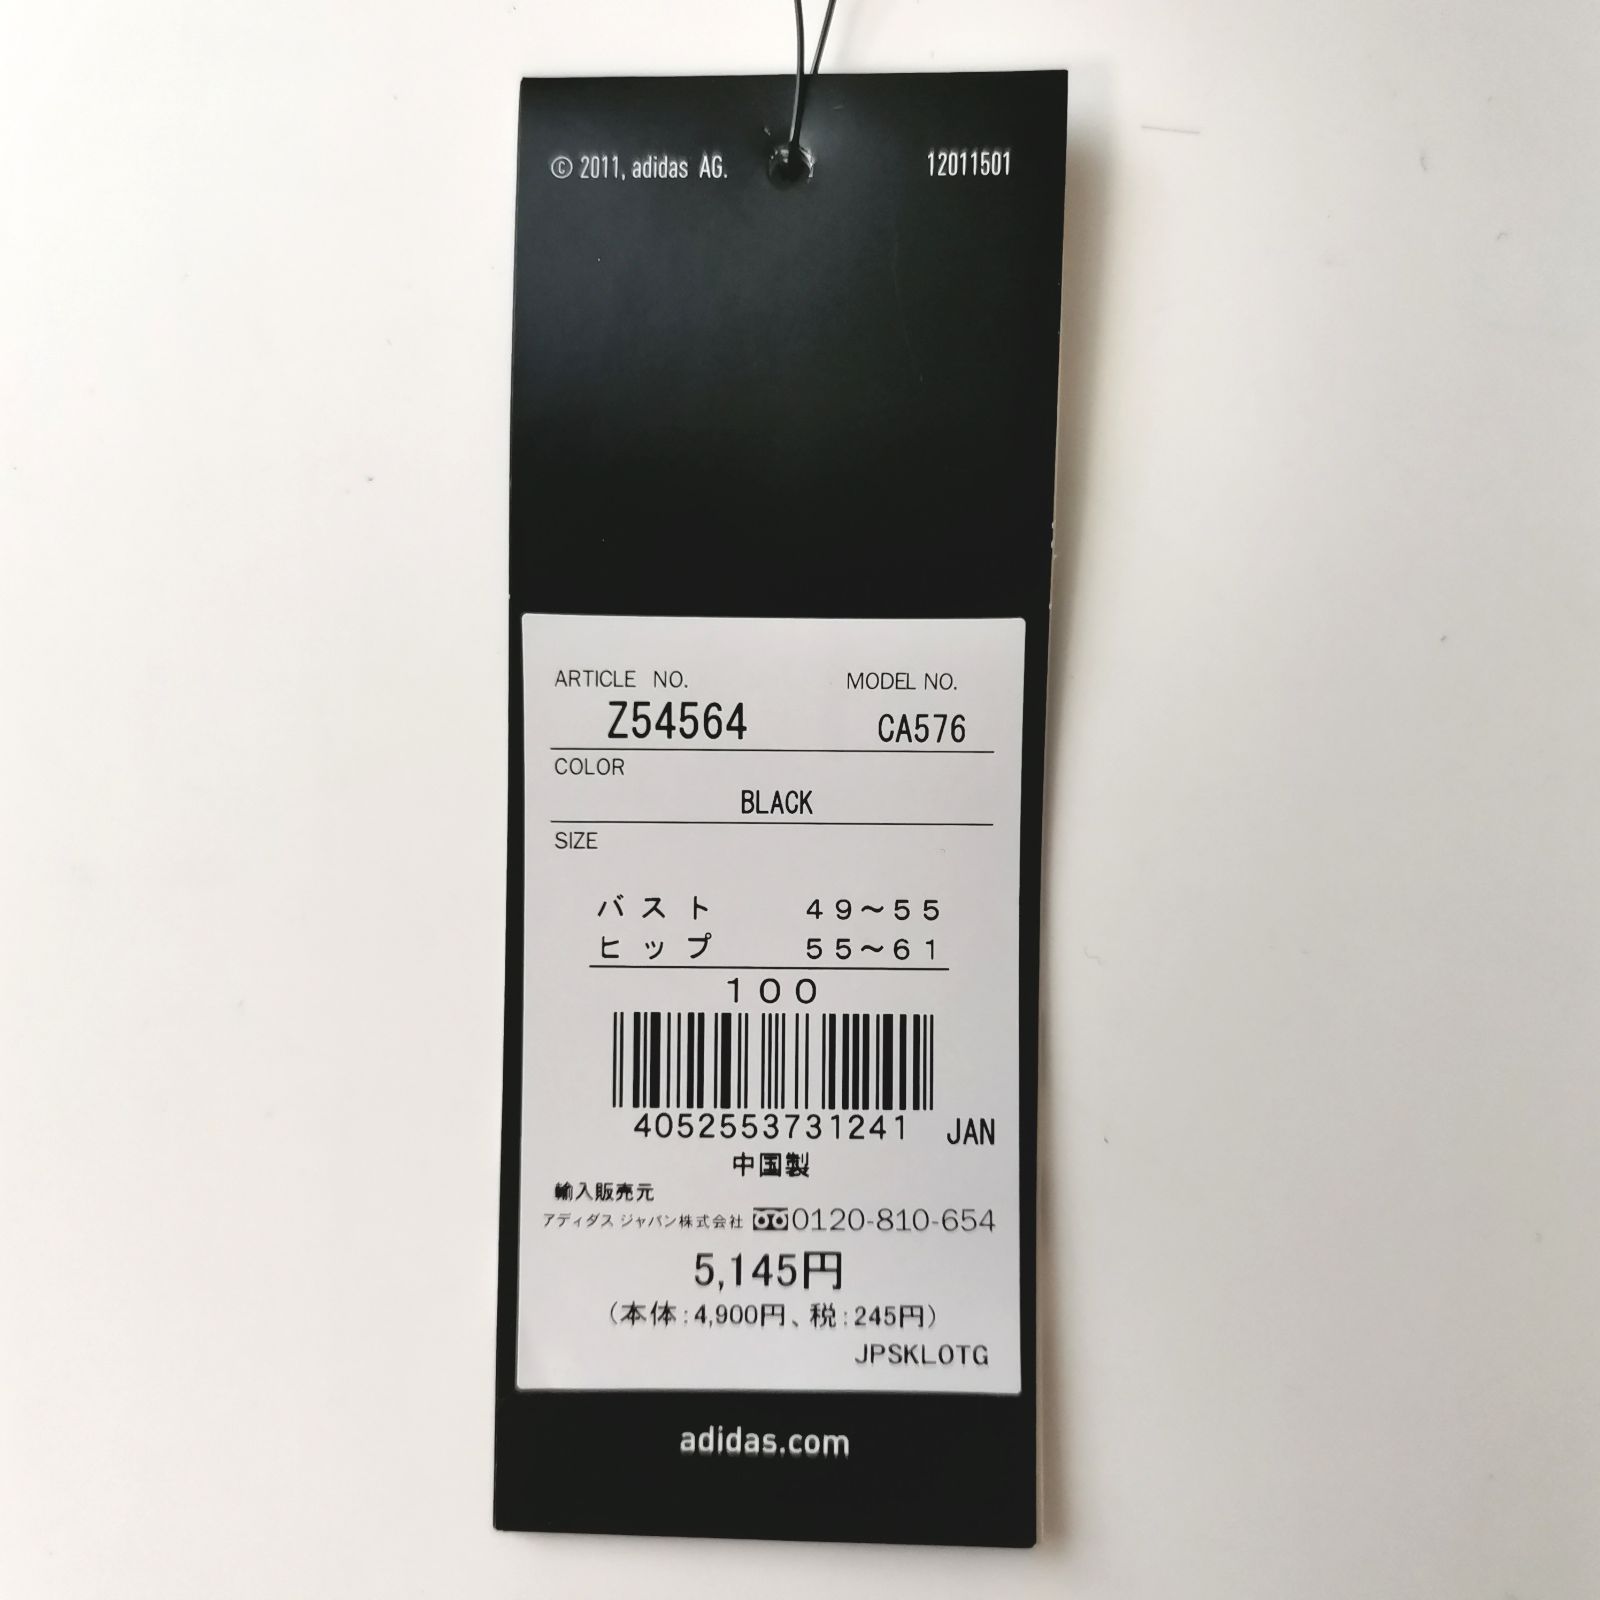 © 2011, adidas AG. 12011501
ARTICLE NO. MODEL NO.
Z54564 CA576
COLOR
BLACK
SIZE
バスト 49~55
ヒップ 55~61
100
4052553731241 JAN
中国製
輸入販売元
アディダス ジャパン株式会社 0120-810-654
5,145円
(本体:4,900円、税:245円)
JPSKLOTG
adidas.com